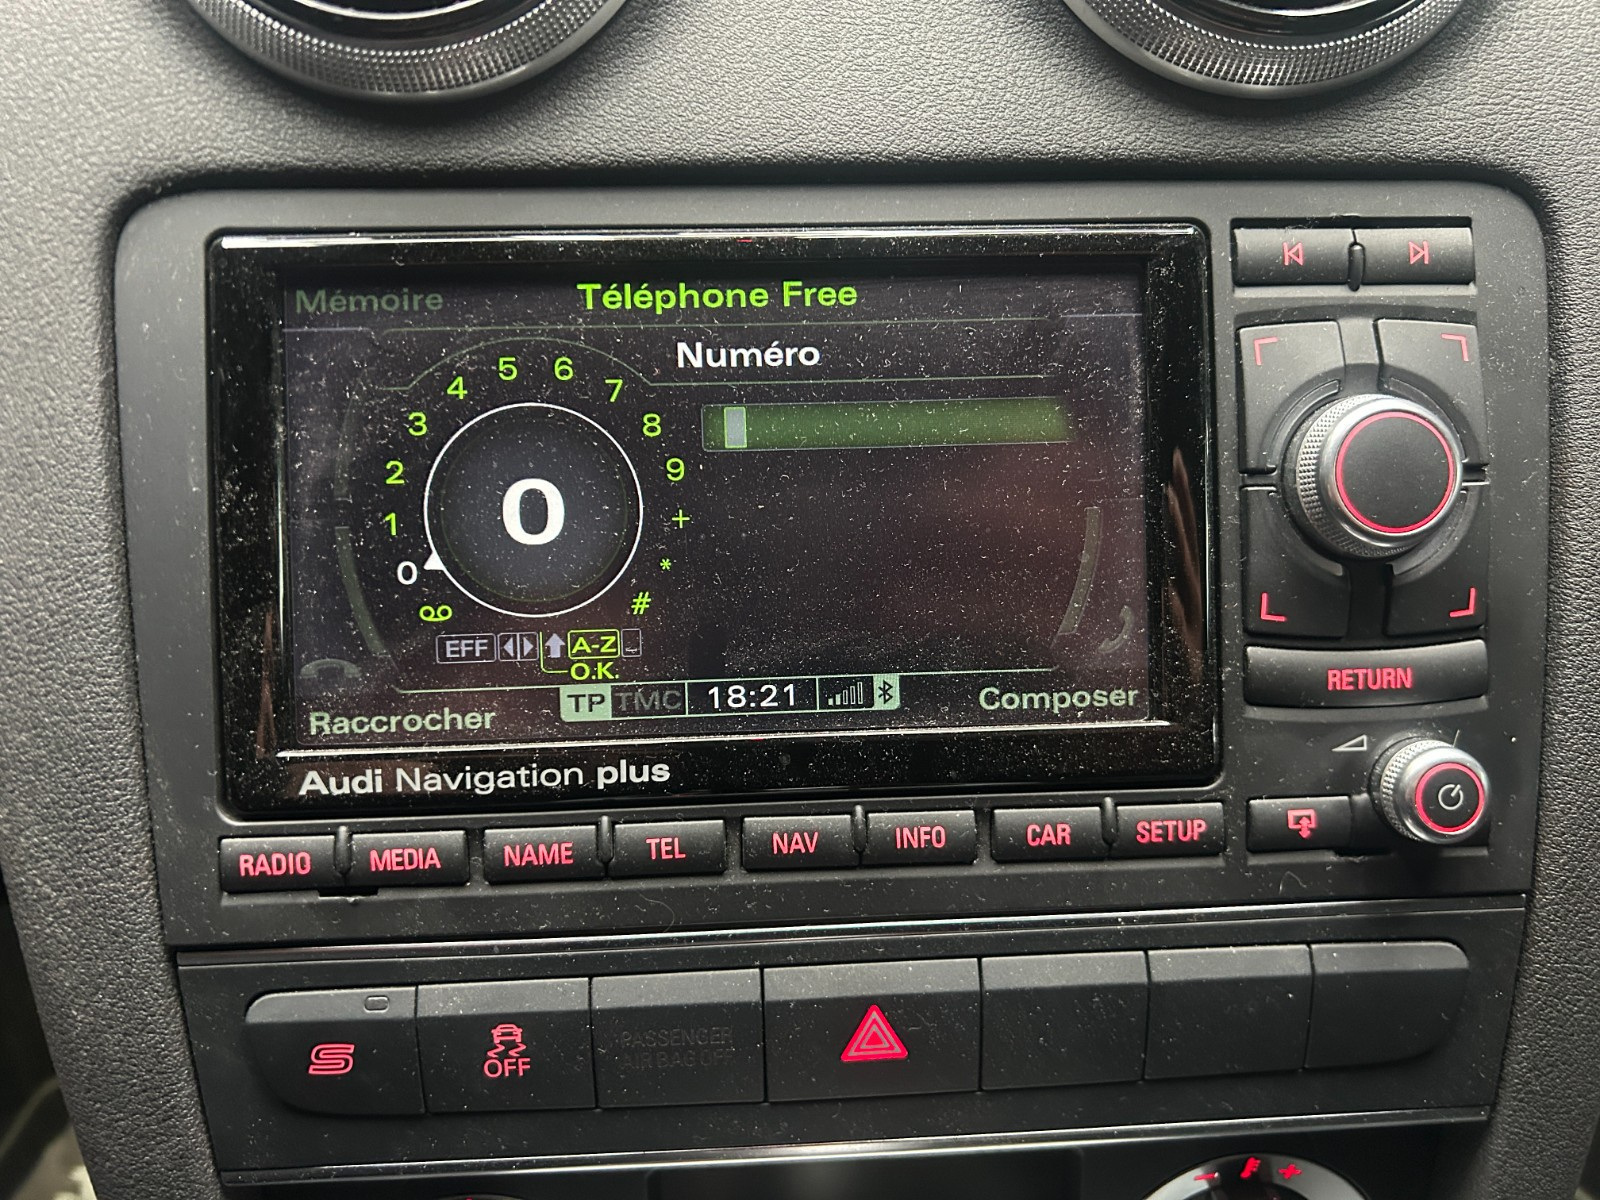 Mémoire
Téléphone Free
Numéro
5 6
4 7
3 8
2 9
1 +
0 0 *
#
EFF A-Z
O.K.
Raccrocher
TP TMC 18:21
Composer
Audi Navigation plus
RETURN
RADIO MEDIA NAME TEL NAV INFO CAR SETUP
OFF
PASSENGER
AIR BAG OFF
- +